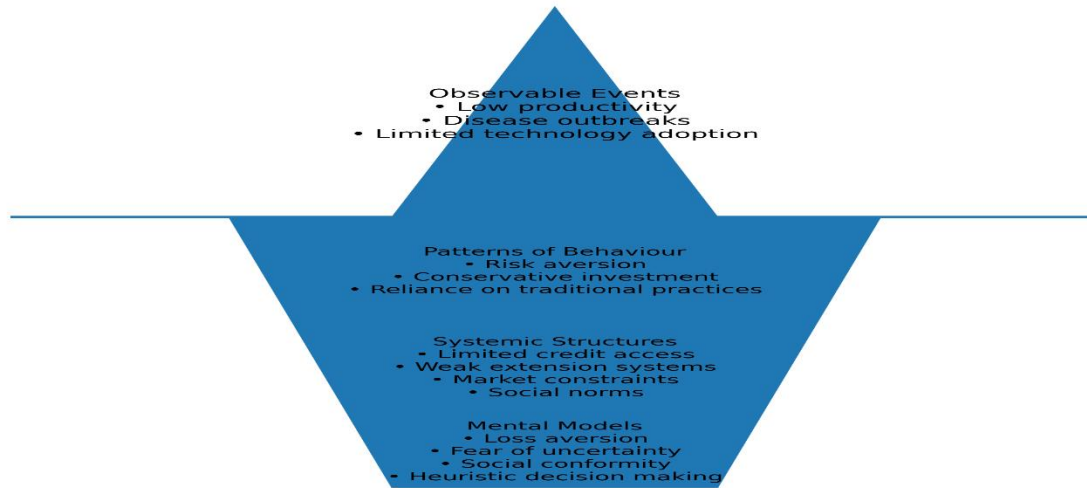 Observable Events
• Low productivity
• Disease outbreaks
• Limited technology adoption
Patterns of Behaviour
• Risk aversion
• Conservative investment
• Reliance on traditional practices
Systemic Structures
• Limited credit access
• Weak extension systems
• Market constraints
• Social norms
Mental Models
• Loss aversion
• Fear of uncertainty
• Social conformity
• Heuristic decision making